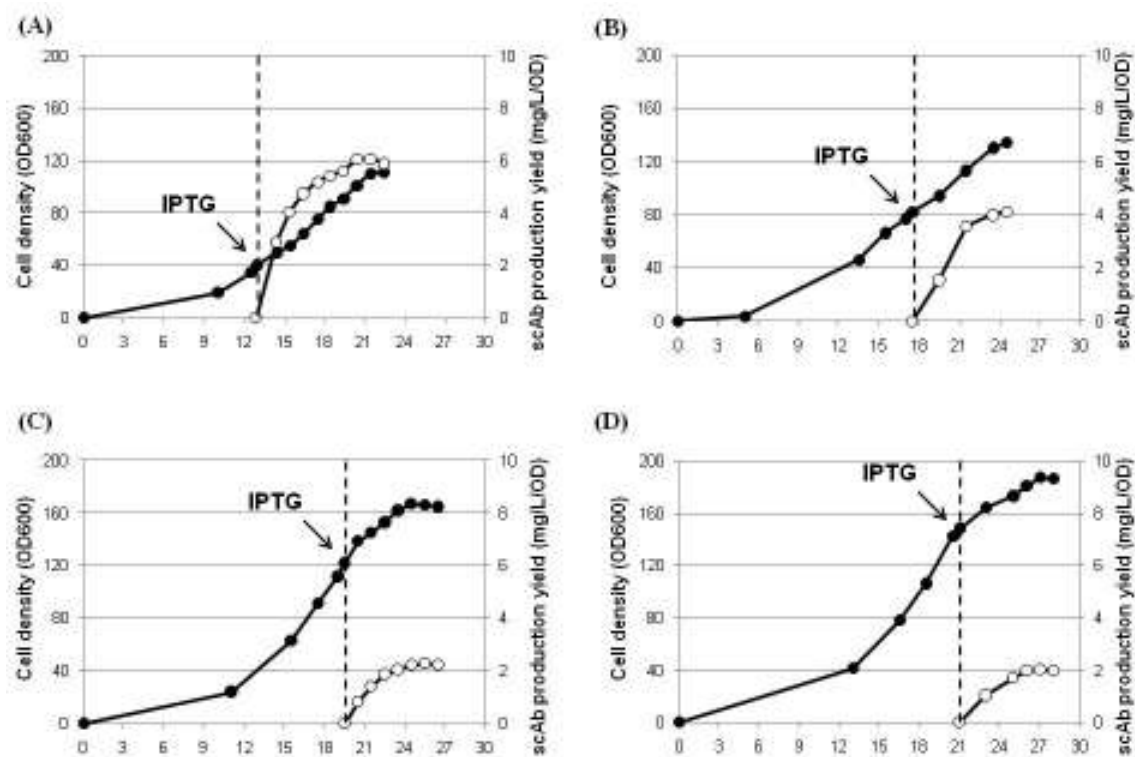 (A)
200 160 120 80 40 0
Cell density (OD600)
IPTG
10 8 6 4 2 0
scAb production yield (mg/L/OD)
0 3 6 9 12 15 18 21 24 27 30
(B)
200 160 120 80 40 0
Cell density (OD600)
IPTG
10 8 6 4 2 0
scAb production yield (mg/L/OD)
0 3 6 9 12 15 18 21 24 27 30
(C)
200 160 120 80 40 0
Cell density (OD600)
IPTG
10 8 6 4 2 0
scAb production yield (mg/L/OD)
0 3 6 9 12 15 18 21 24 27 30
(D)
200 160 120 80 40 0
Cell density (OD600)
IPTG
10 8 6 4 2 0
scAb production yield (mg/L/OD)
0 3 6 9 12 15 18 21 24 27 30